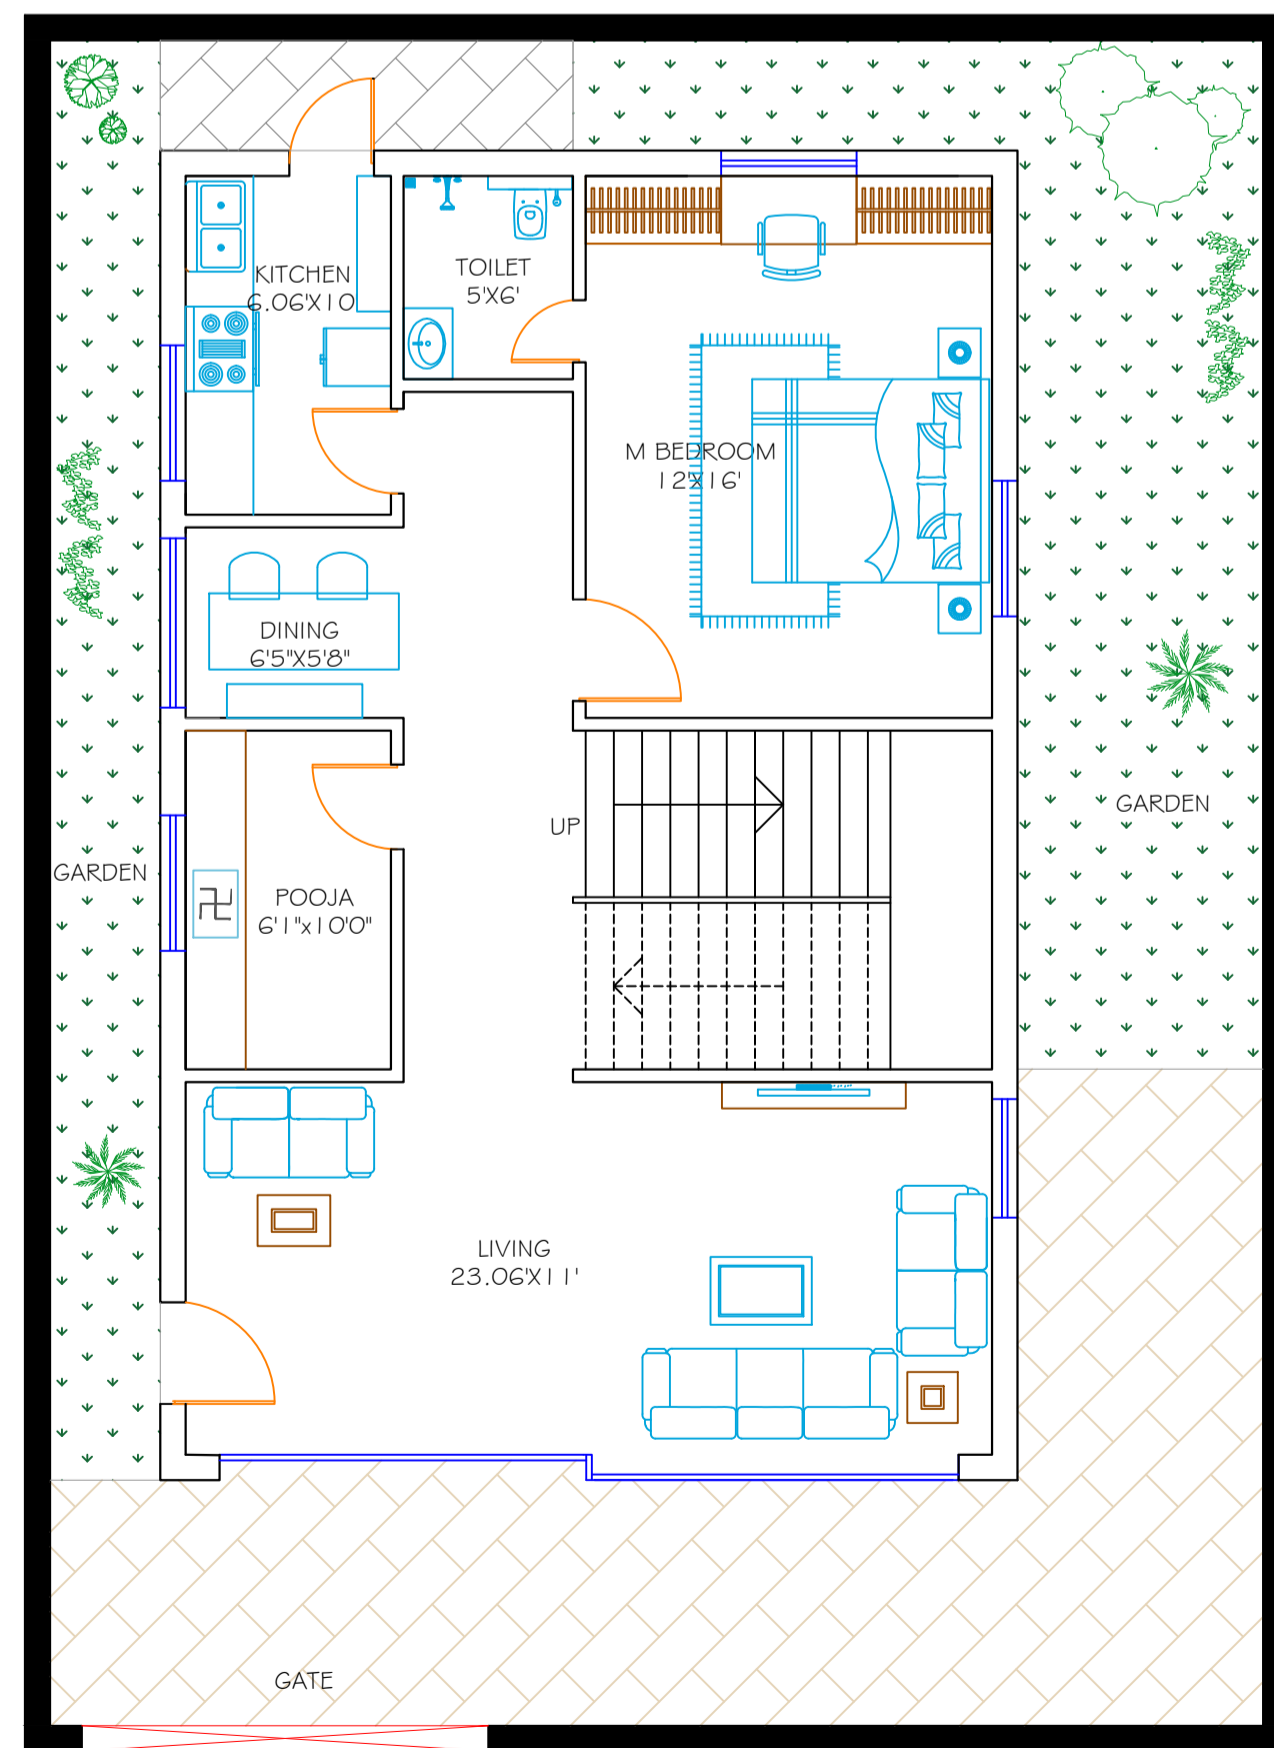 KITCHEN
6.06'X10
TOILET
5'X6'
M BEDROOM
12'X16'
DINING
6'5"X5'8"
UP
GARDEN
GARDEN
POOJA
6'1"x10'0"
LIVING
23.06'X11'
GATE